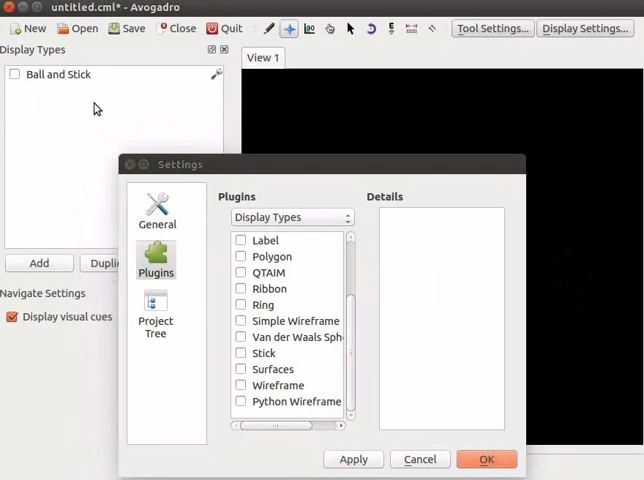 untitled.cml* - Avogadro
New Open Save Close Quit Tool Settings... Display Settings...
Display Types
View 1
Ball and Stick
Settings
General
Plugins
Project
Tree
Plugins
Display Types
Label
Polygon
QTAIM
Ribbon
Ring
Simple Wireframe
Van der Waals Sph
Stick
Surfaces
Wireframe
Python Wireframe
Details
Add Duplic
Navigate Settings
Display visual cues
Apply Cancel OK